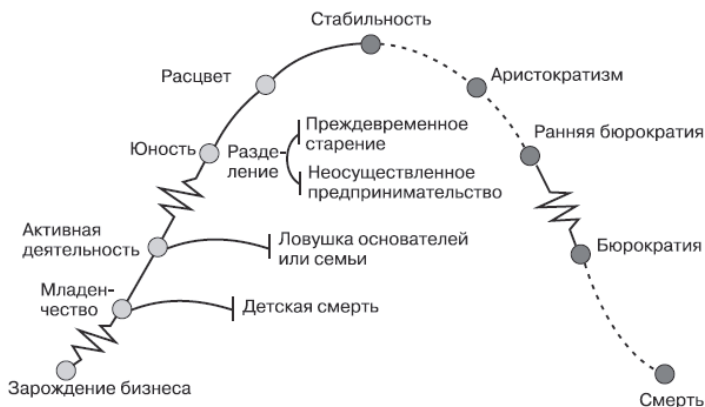 Стабильность
Расцвет
Аристократизм
Юность
Разде-
ление
Преждевременное
старение
Неосуществленное
предпринимательство
Ранняя бюрократия
Активная
деятельность
Ловушка основателей
или семьи
Бюрократия
Младен-
чество
Детская смерть
Зарождение бизнеса
Смерть